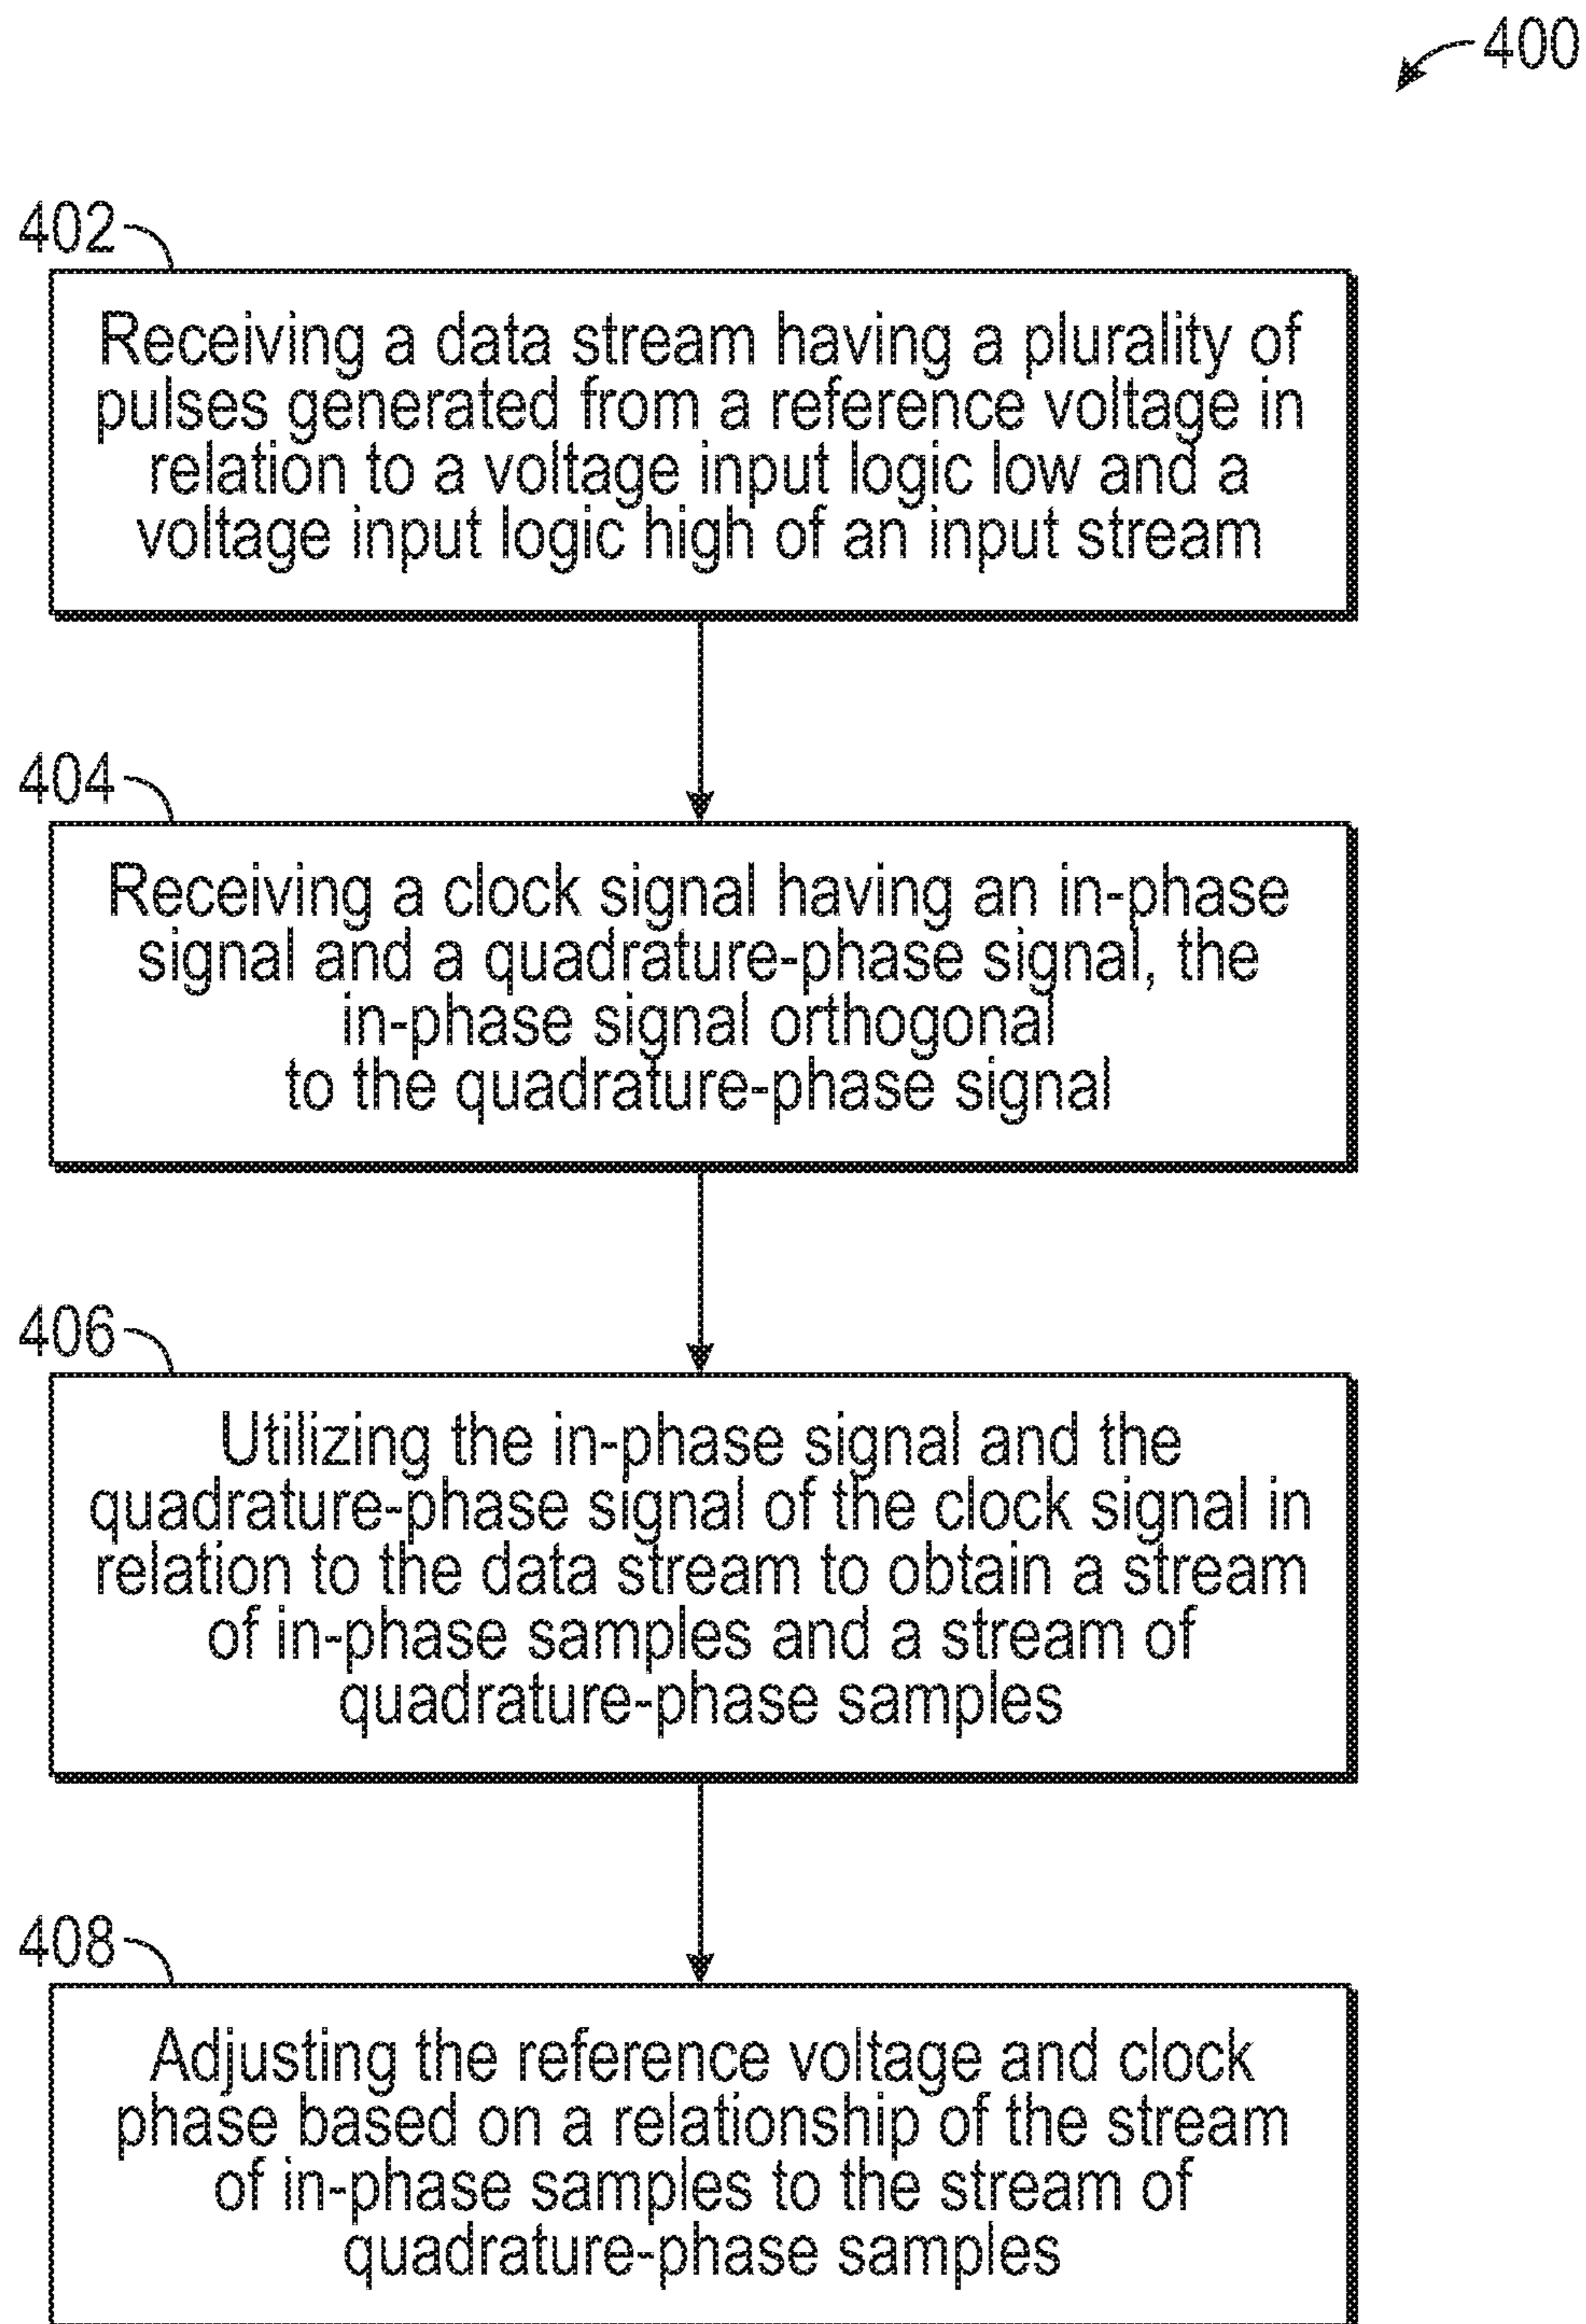 400
402
Receiving a data stream having a plurality of
pulses generated from a reference voltage in
relation to a voltage input logic low and a
voltage input logic high of an input stream
404
Receiving a clock signal having an in-phase
signal and a quadrature-phase signal, the
in-phase signal orthogonal
to the quadrature-phase signal
406
Utilizing the in-phase signal and the
quadrature-phase signal of the clock signal in
relation to the data stream to obtain a stream
of in-phase samples and a stream of
quadrature-phase samples
408
Adjusting the reference voltage and clock
phase based on a relationship of the stream
of in-phase samples to the stream of
quadrature-phase samples